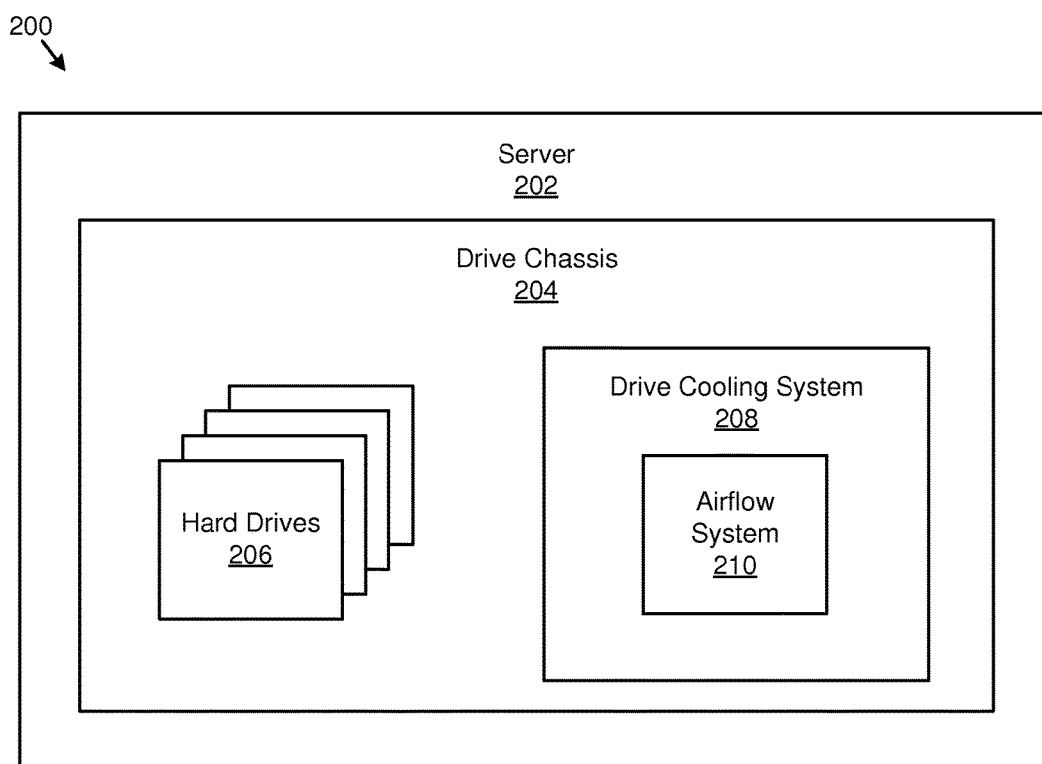 200
Server
202
Drive Chassis
204
Drive Cooling System
208
Hard Drives
206
Airflow
System
210